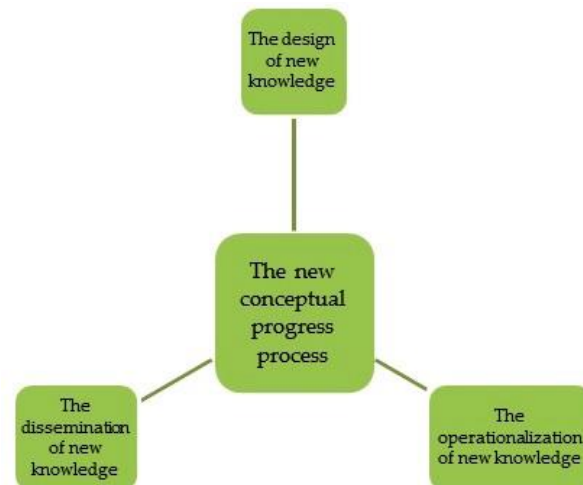 The design
of new
knowledge
The new
conceptual
progress
process
The
dissemination
of new
knowledge
The
operationalization
of new knowledge